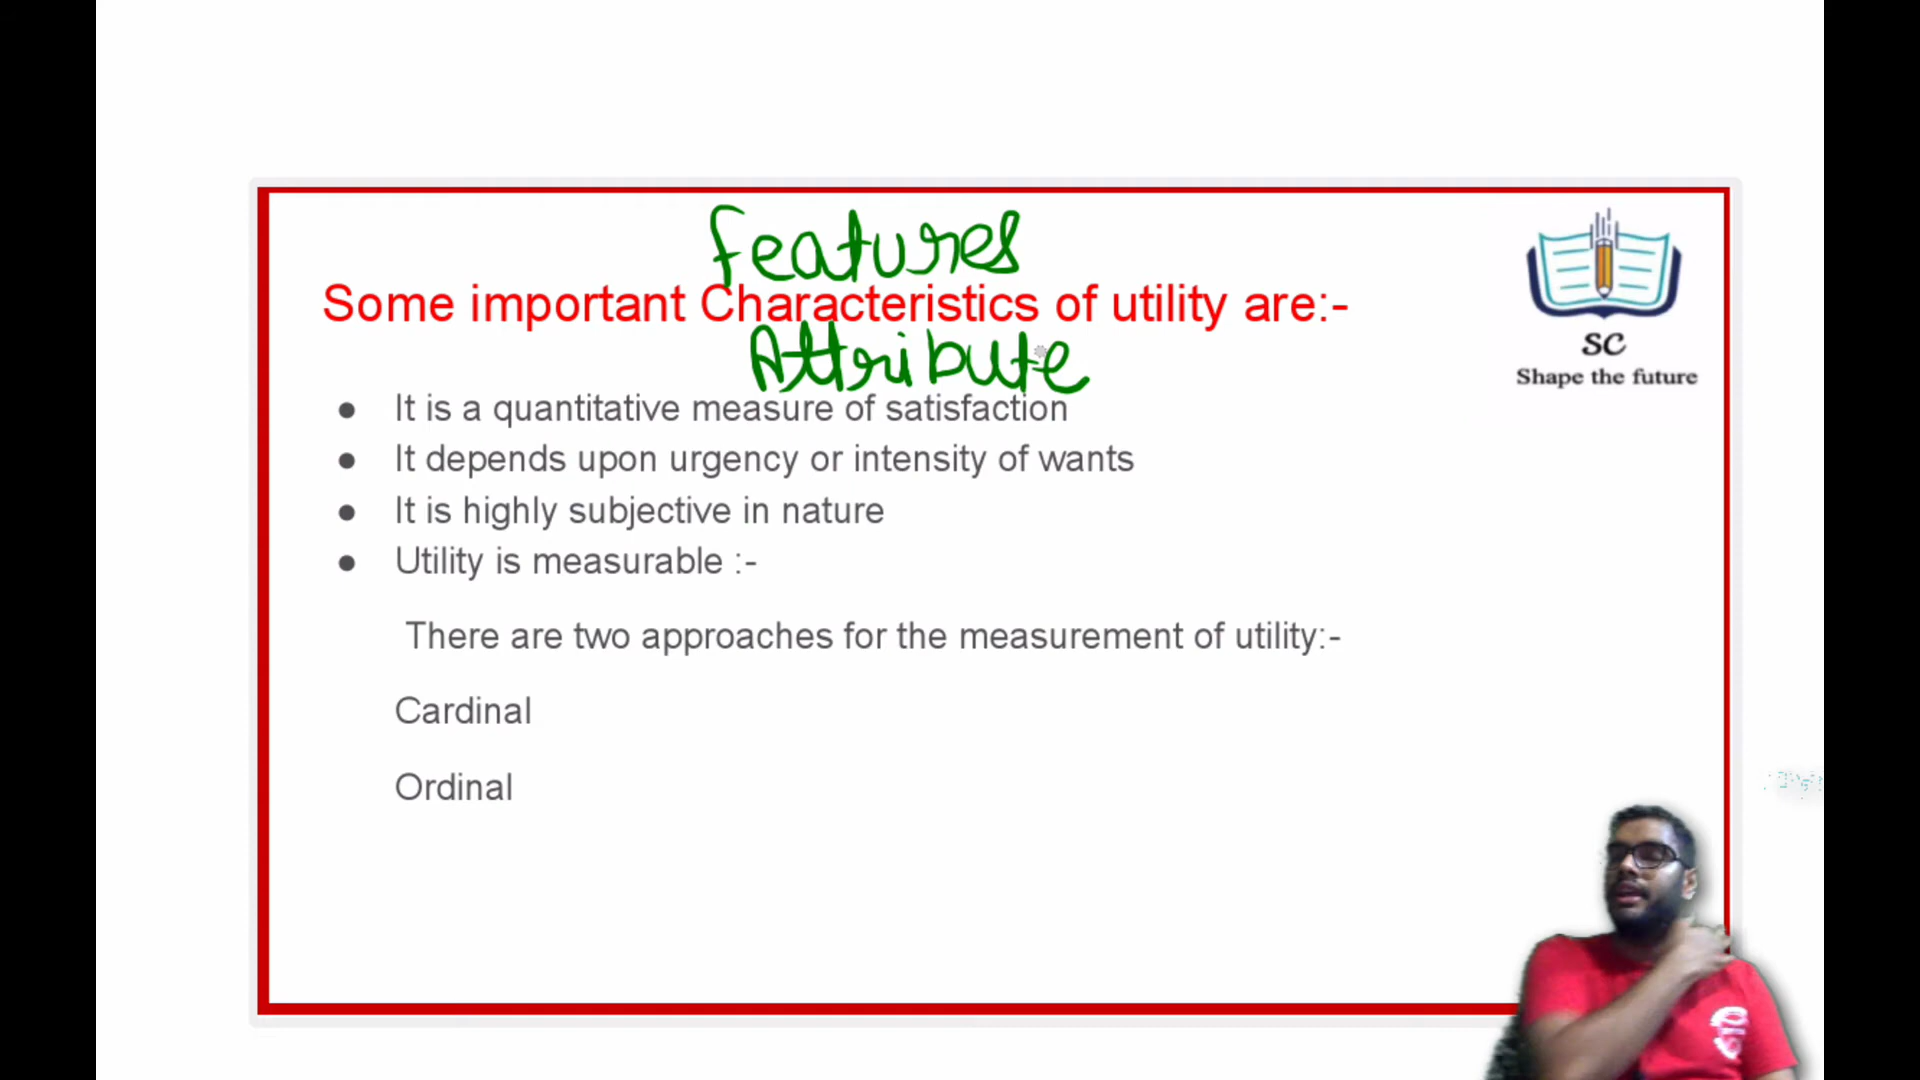 Features
Some important Characteristics of utility are:-
Attribute
● It is a quantitative measure of satisfaction
● It depends upon urgency or intensity of wants
● It is highly subjective in nature
● Utility is measurable :-
There are two approaches for the measurement of utility:-
Cardinal
Ordinal
SC
Shape the future